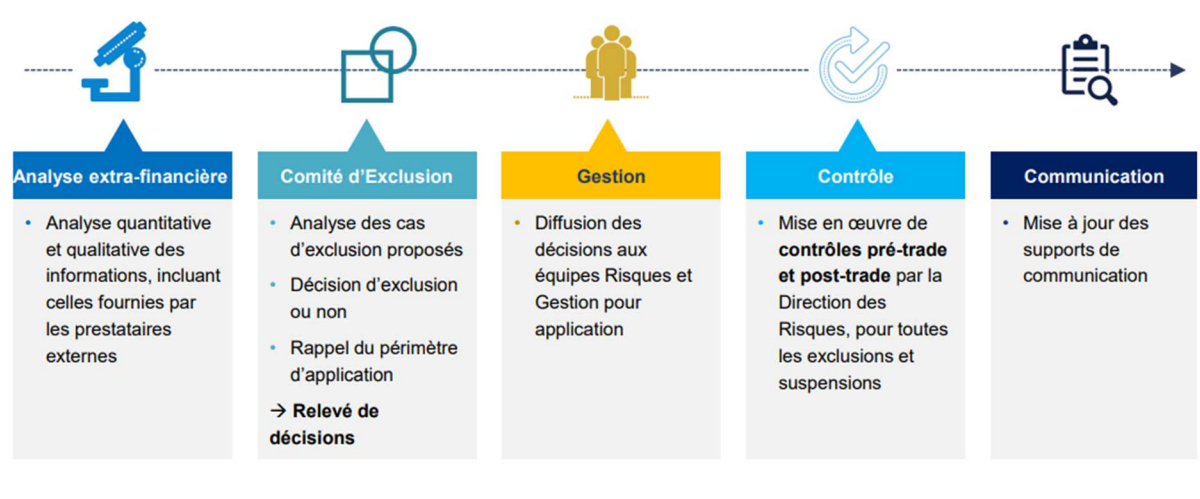 Analyse extra-financière
• Analyse quantitative
et qualitative des
informations, incluant
celles fournies par
les prestataires
externes
Comité d’Exclusion
• Analyse des cas
d’exclusion proposés
• Décision d’exclusion
ou non
• Rappel du périmètre
d’application
→ Relevé de
décisions
Gestion
• Diffusion des
décisions aux
équipes Risques et
Gestion pour
application
Contrôle
• Mise en œuvre de
contrôles pré-trade
et post-trade par la
Direction des
Risques, pour toutes
les exclusions et
suspensions
Communication
• Mise à jour des
supports de
communication